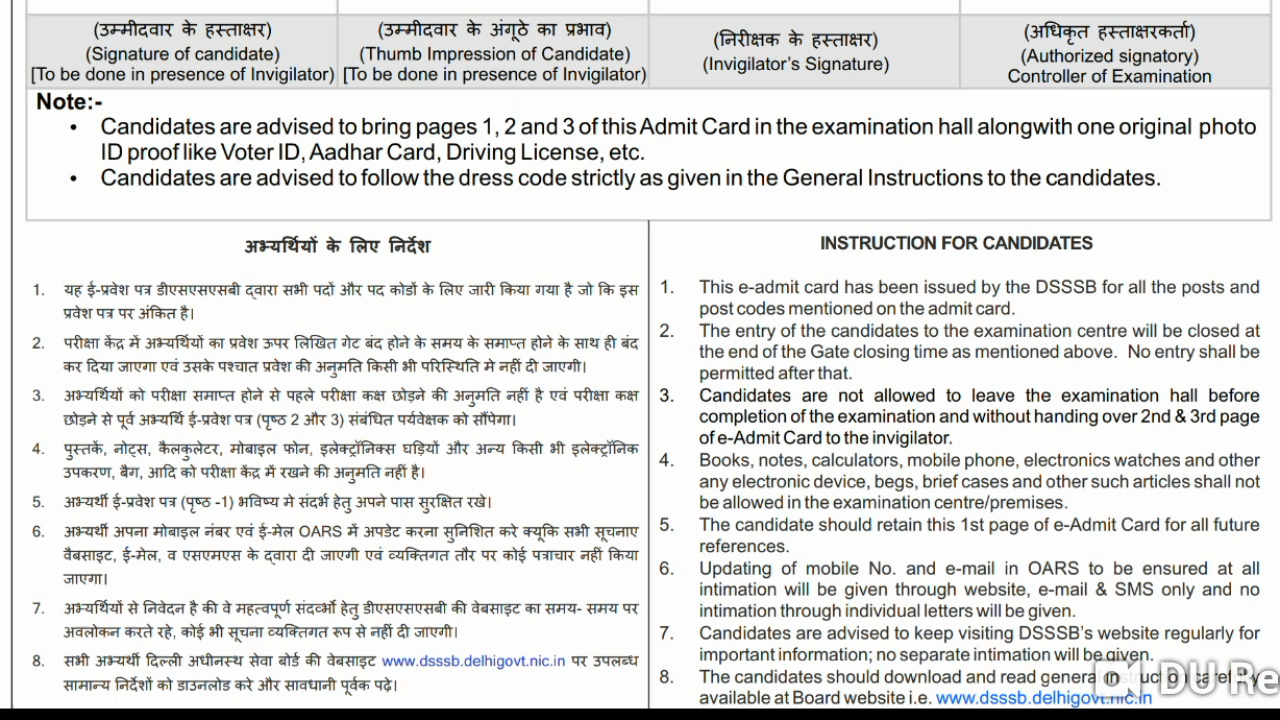 (उम्मीदवार के हस्ताक्षर)
(Signature of candidate)
[To be done in presence of Invigilator]
(उम्मीदवार के अंगूठे का प्रभाव)
(Thumb Impression of Candidate)
[To be done in presence of Invigilator]
(निरीक्षक के हस्ताक्षर)
(Invigilator's Signature)
(अधिकृत हस्ताक्षरकर्ता)
(Authorized signatory)
Controller of Examination
Note:-
• Candidates are advised to bring pages 1, 2 and 3 of this Admit Card in the examination hall alongwith one original photo
ID proof like Voter ID, Aadhar Card, Driving License, etc.
• Candidates are advised to follow the dress code strictly as given in the General Instructions to the candidates.
अभ्यर्थियों के लिए निर्देश
1. यह ई-प्रवेश पत्र डीएसएसएसबी द्वारा सभी पदों और पद कोडों के लिए जारी किया गया है जो कि इस
प्रवेश पत्र पर अंकित है।
2. परीक्षा केंद्र में अभ्यर्थियों का प्रवेश ऊपर लिखित गेट बंद होने के समय के समाप्त होने के साथ ही बंद
कर दिया जाएगा एवं उसके पश्चात प्रवेश की अनुमति किसी भी परिस्थिति मे नहीं दी जाएगी।
3. अभ्यर्थियों को परीक्षा समाप्त होने से पहले परीक्षा कक्ष छोड़ने की अनुमति नहीं है एवं परीक्षा कक्ष
छोड़ने से पूर्व अभ्यर्थि ई-प्रवेश पत्र (पृष्ठ 2 और 3) संबंधित पर्यवेक्षक को सौंपेगा।
4. पुस्तकें, नोट्स, कैलकुलेटर, मोबाइल फोन, इलेक्ट्रॉनिक्स घड़ियों और अन्य किसी भी इलेक्ट्रॉनिक
उपकरण, बैग, आदि को परीक्षा केंद्र में रखने की अनुमति नहीं है।
5. अभ्यर्थी ई-प्रवेश पत्र (पृष्ठ -1) भविष्य मे संदर्भ हेतु अपने पास सुरक्षित रखे।
6. अभ्यर्थी अपना मोबाइल नंबर एवं ई-मेल OARS में अपडेट करना सुनिशित करे क्यूकि सभी सूचनाए
वैबसाइट, ई-मेल, व एसएमएस के द्वारा दी जाएगी एवं व्यक्तिगत तौर पर कोई पत्राचार नहीं किया
जाएगा।
7. अभ्यर्थियों से निवेदन है की वे महत्वपूर्ण संदर्भो हेतु डीएसएसएसबी की वेबसाइट का समय- समय पर
अवलोकन करते रहे, कोई भी सूचना व्यक्तिगत रूप से नहीं दी जाएगी।
8. सभी अभ्यर्थी दिल्ली अधीनस्थ सेवा बोर्ड की वेबसाइट www.dsssb.delhigovt.nic.in पर उपलब्ध
सामान्य निर्देशों को डाउनलोड करे और सावधानी पूर्वक पढ़े।
INSTRUCTION FOR CANDIDATES
1. This e-admit card has been issued by the DSSSB for all the posts and
post codes mentioned on the admit card.
2. The entry of the candidates to the examination centre will be closed at
the end of the Gate closing time as mentioned above. No entry shall be
permitted after that.
3. Candidates are not allowed to leave the examination hall before
completion of the examination and without handing over 2nd & 3rd page
of e-Admit Card to the invigilator.
4. Books, notes, calculators, mobile phone, electronics watches and other
any electronic device, begs, brief cases and other such articles shall not
be allowed in the examination centre/premises.
5. The candidate should retain this 1st page of e-Admit Card for all future
references.
6. Updating of mobile No. and e-mail in OARS to be ensured at all
intimation will be given through website, e-mail & SMS only and no
intimation through individual letters will be given.
7. Candidates are advised to keep visiting DSSSB's website regularly for
important information; no separate intimation will be given.
8. The candidates should download and read general instruction carefully
available at Board website i.e. www.dsssb.delhigovt.nic.in
DU Re